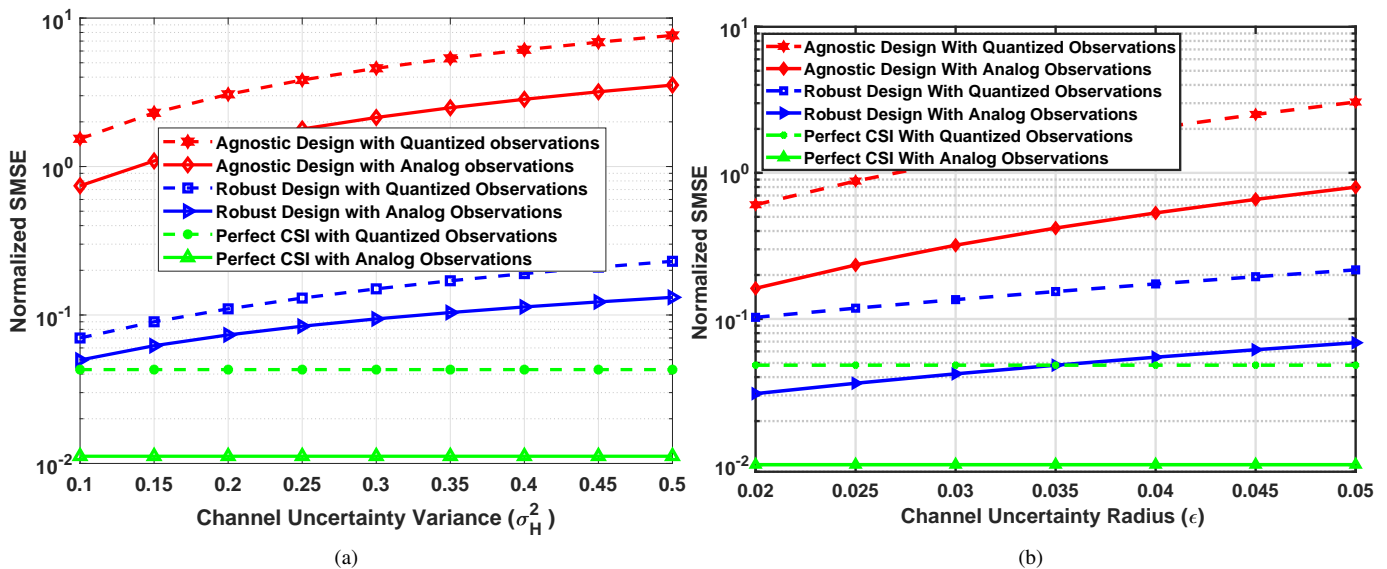 10^1
10^0
10^-1
10^-2
Normalized SMSE
Agnostic Design with Quantized observations
Agnostic Design with Analog observations
Robust Design with Quantized Observations
Robust Design with Analog Observations
Perfect CSI with Quantized Observations
Perfect CSI with Analog Observations
0.1 0.15 0.2 0.25 0.3 0.35 0.4 0.45 0.5
Channel Uncertainty Variance (σ_H^2)
(a)
10^1
10^0
10^-1
10^-2
Normalized SMSE
Agnostic Design With Quantized Observations
Agnostic Design With Analog Observations
Robust Design With Quantized Observations
Robust Design With Analog Observations
Perfect CSI With Quantized Observations
Perfect CSI With Analog Observations
0.02 0.025 0.03 0.035 0.04 0.045 0.05
Channel Uncertainty Radius (ϵ)
(b)